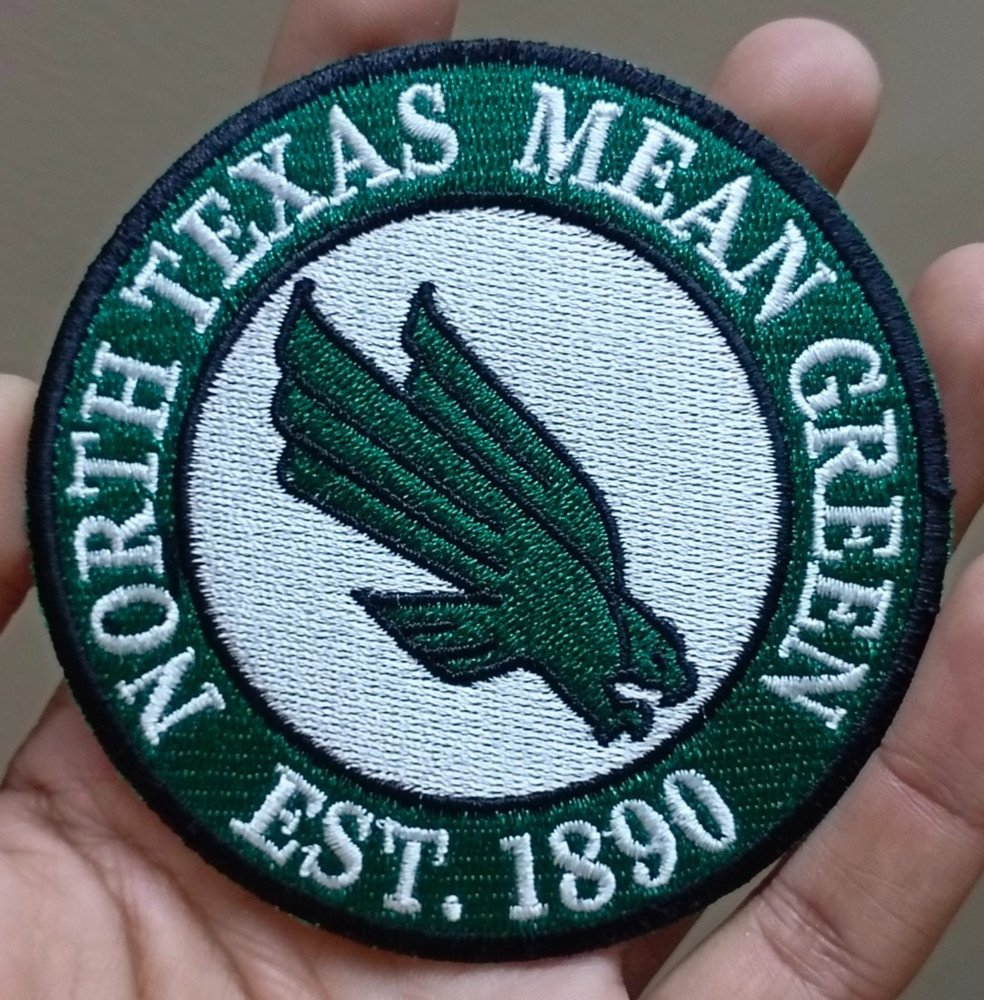 NORTH TEXAS MEAN GREEN
EST. 1890